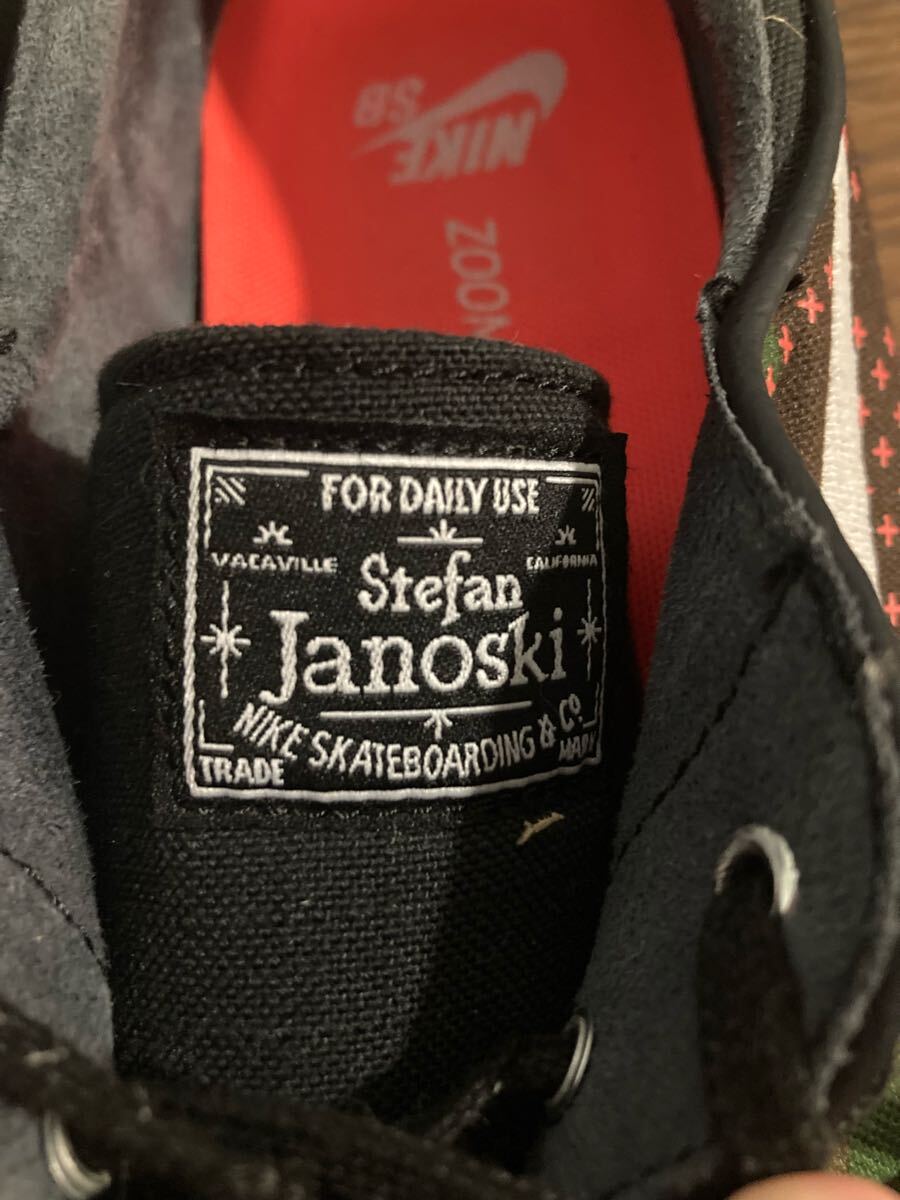 NIKE
SB
ZOOM
FOR DAILY USE
VACAVILLE CALIFORNIA
Stefan
Janoski
NIKE SKATEBOARDING & Co.
TRADE MARK